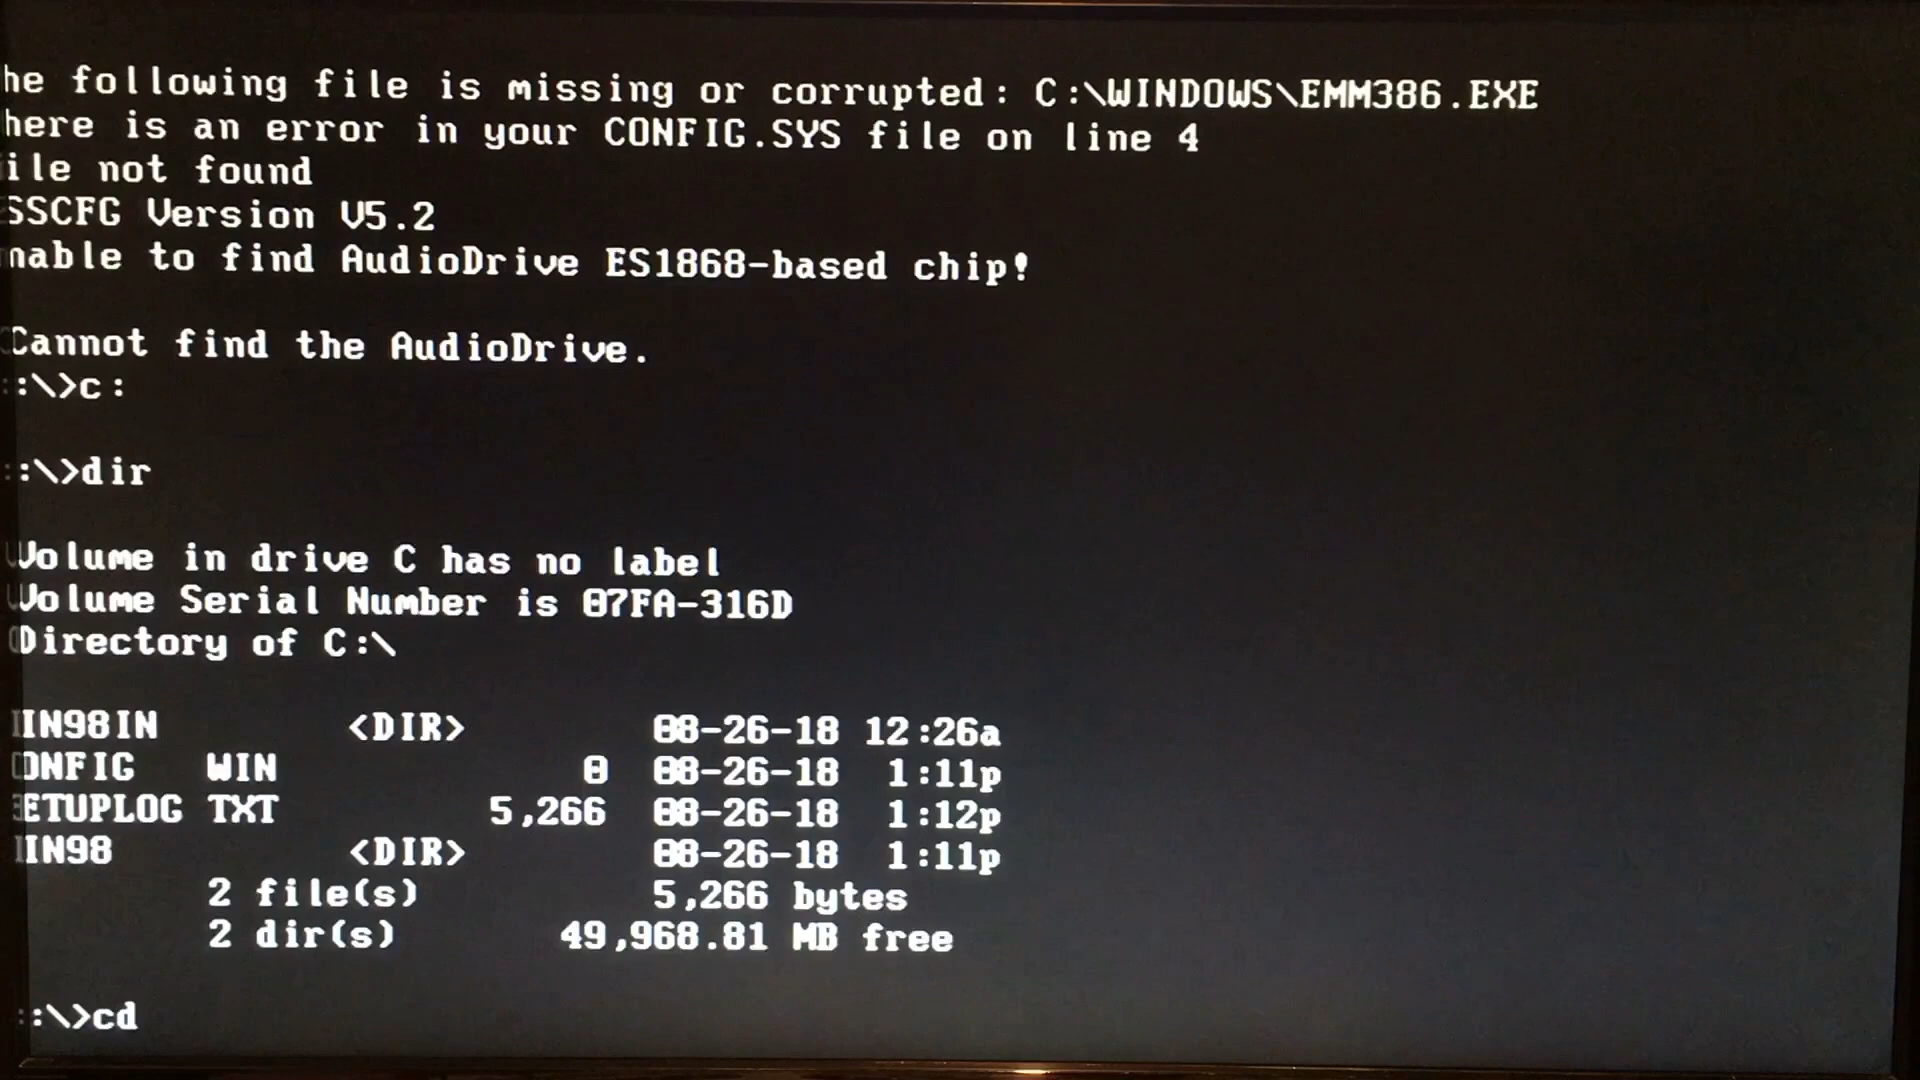 he following file is missing or corrupted: C:\WINDOWS\EMM386.EXE
here is an error in your CONFIG.SYS file on line 4
ile not found
SSCFG Version V5.2
nable to find AudioDrive ES1868-based chip!
Cannot find the AudioDrive.
:\>c:
:\>dir
Volume in drive C has no label
Volume Serial Number is 07FA-316D
Directory of C:\
IN98IN <DIR> 08-26-18 12:26a
ONFIG WIN 0 08-26-18 1:11p
ETUPLOG TXT 5,266 08-26-18 1:12p
IN98 <DIR> 08-26-18 1:11p
2 file(s) 5,266 bytes
2 dir(s) 49,968.81 MB free
:\>cd